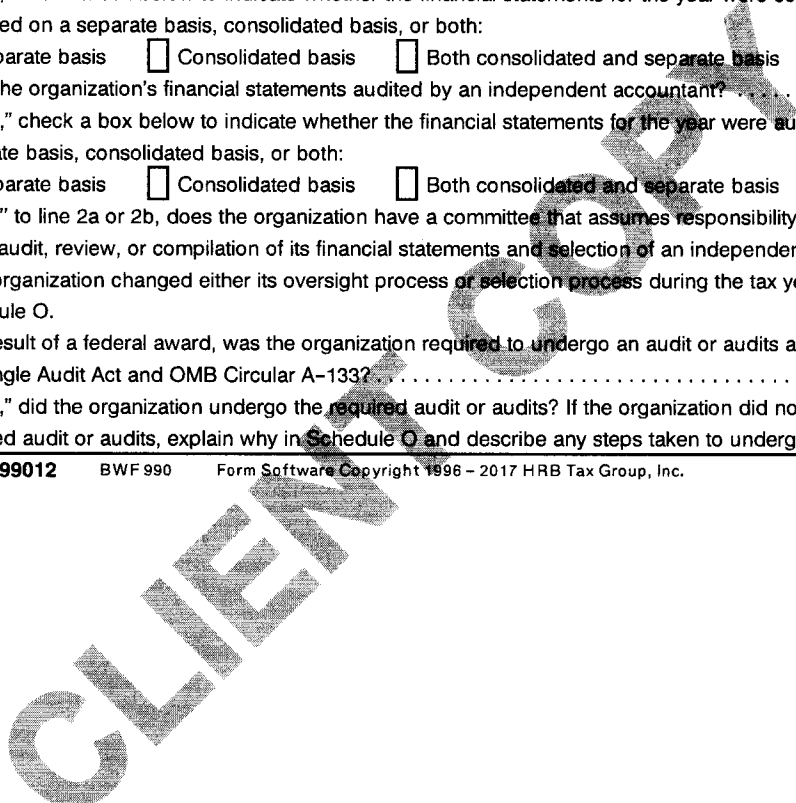 ed on a separate basis, consolidated basis, or both:
parate basis Consolidated basis Both consolidated and separate basis
he organization's financial statements audited by an independent accountant? . . . . .
," check a box below to indicate whether the financial statements for the year were au
te basis, consolidated basis, or both:
parate basis Consolidated basis Both consolidated and separate basis
" to line 2a or 2b, does the organization have a committee that assumes responsibility
audit, review, or compilation of its financial statements and selection of an independen
organization changed either its oversight process or selection process during the tax ye
ule O.
esult of a federal award, was the organization required to undergo an audit or audits a
ngle Audit Act and OMB Circular A-133? . . . . . . . . . . . . . . . . . . . . . . . . . . . . . . . . . . .
," did the organization undergo the required audit or audits? If the organization did no
ed audit or audits, explain why in Schedule O and describe any steps taken to underg
99012 BWF 990 Form Software Copyright 1996 – 2017 HRB Tax Group, Inc.
CLIENT COPY